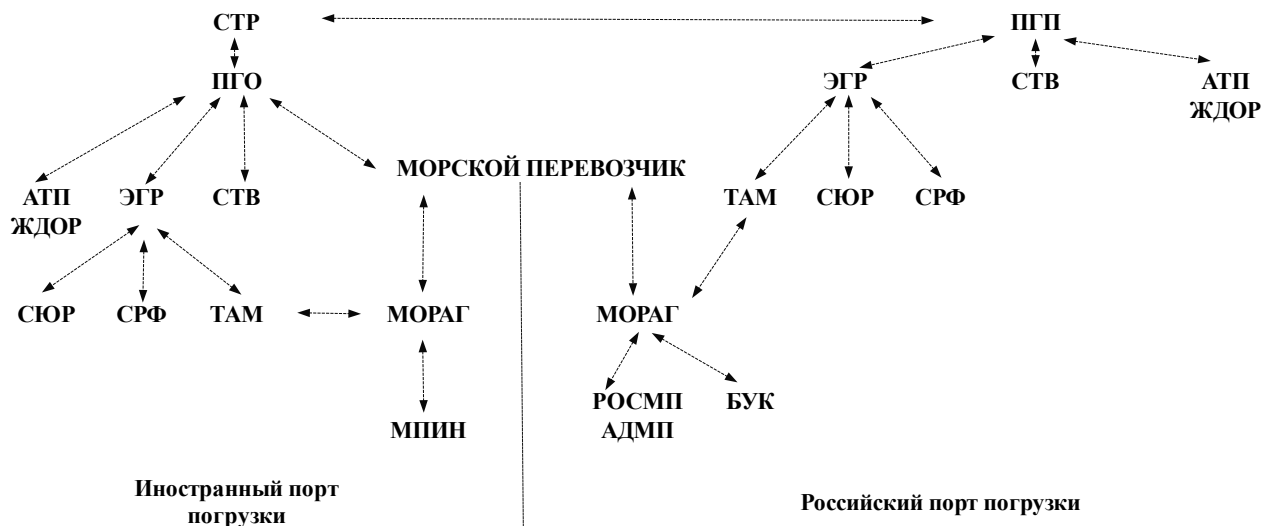 СТР
ПГП
ПГО
ЭГР
СТВ
АТП
ЖДОР
МОРСКОЙ ПЕРЕВОЗЧИК
АТП
ЖДОР
ЭГР
СТВ
ТАМ
СЮР
СРФ
СЮР
СРФ
ТАМ
МОРАГ
МОРАГ
РОСМП
АДМП
БУК
МПИН
Иностранный порт
погрузки
Российский порт погрузки